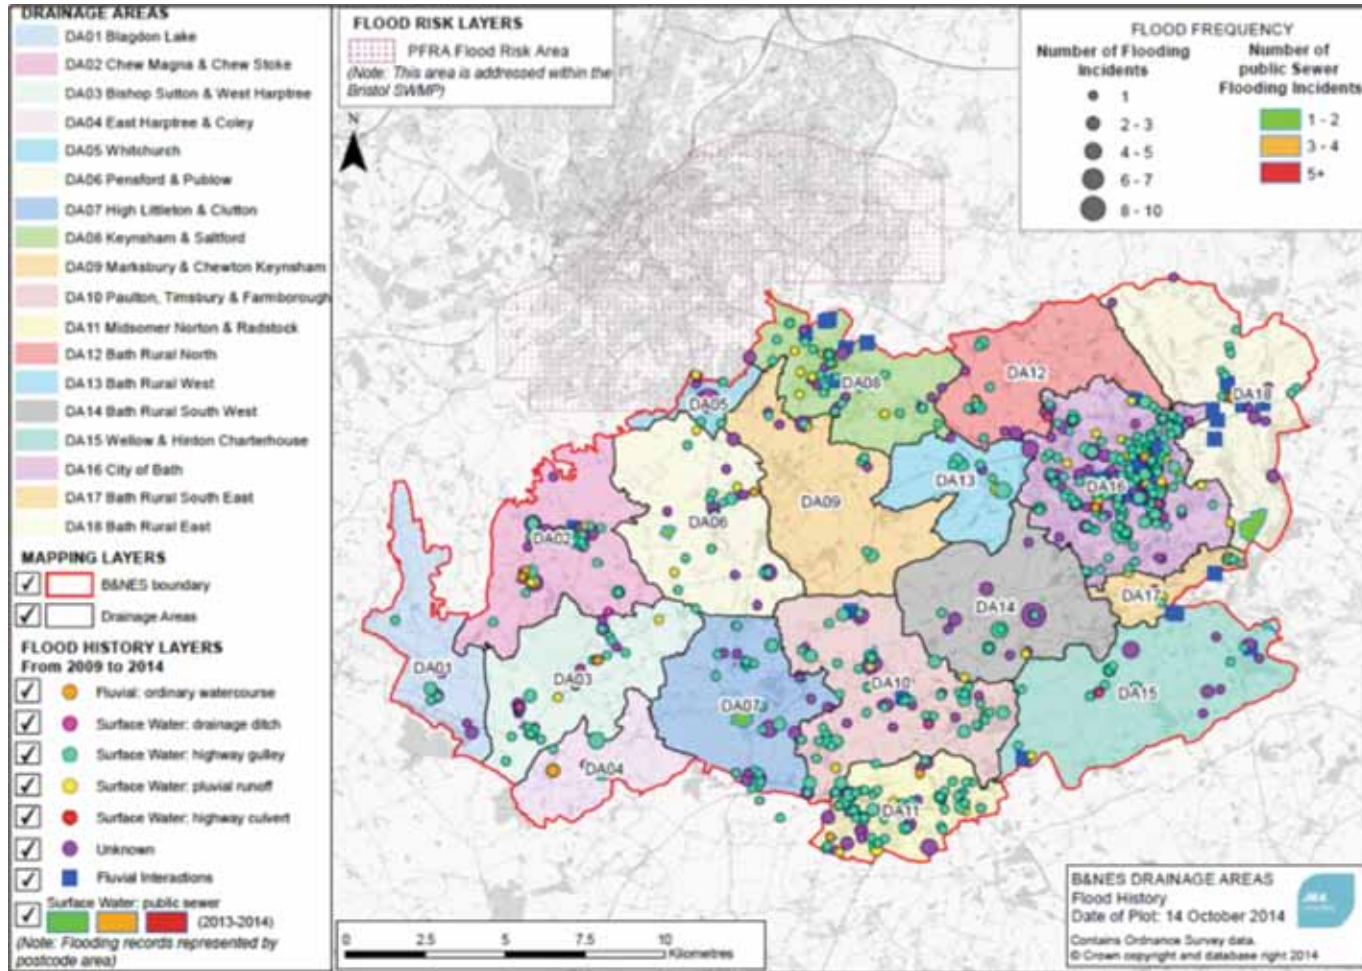 DRAINAGE AREAS
DA01 Blagdon Lake
DA02 Chew Magna & Chew Stoke
DA03 Bishop Sutton & West Harptree
DA04 East Harptree & Coley
DA05 Whitchurch
DA06 Pensford & Publow
DA07 High Littleton & Clutton
DA08 Keynsham & Saltford
DA09 Marksbury & Chewton Keynsham
DA10 Paulton, Timsbury & Farmborough
DA11 Midsomer Norton & Radstock
DA12 Bath Rural North
DA13 Bath Rural West
DA14 Bath Rural South West
DA15 Wellow & Hinton Charterhouse
DA16 City of Bath
DA17 Bath Rural South East
DA18 Bath Rural East
MAPPING LAYERS
B&NES boundary
Drainage Areas
FLOOD HISTORY LAYERS
From 2009 to 2014
Fluvial: ordinary watercourse
Surface Water: drainage ditch
Surface Water: highway gulley
Surface Water: pluvial runoff
Surface Water: highway culvert
Unknown
Fluvial Interactions
Surface Water: public sewer
(2013-2014)
(Note: Flooding records represented by
postcode area)
FLOOD RISK LAYERS
PFRA Flood Risk Area
(Note: This area is addressed within the
Bristol SWMP)
N
FLOOD FREQUENCY
Number of Flooding
Incidents
1
2 - 3
4 - 5
6 - 7
8 - 10
Number of
public Sewer
Flooding Incidents
1 - 2
3 - 4
5+
DA12
DA08
DA18
DA05
DA13
DA16
DA09
DA06
DA02
DA17
DA14
DA01
DA03
DA10
DA15
DA07
DA04
DA11
0 2.5 5 7.5 10
Kilometres
B&NES DRAINAGE AREAS
Flood History
Date of Plot: 14 October 2014
Contains Ordnance Survey data.
© Crown copyright and database right 2014
JBA